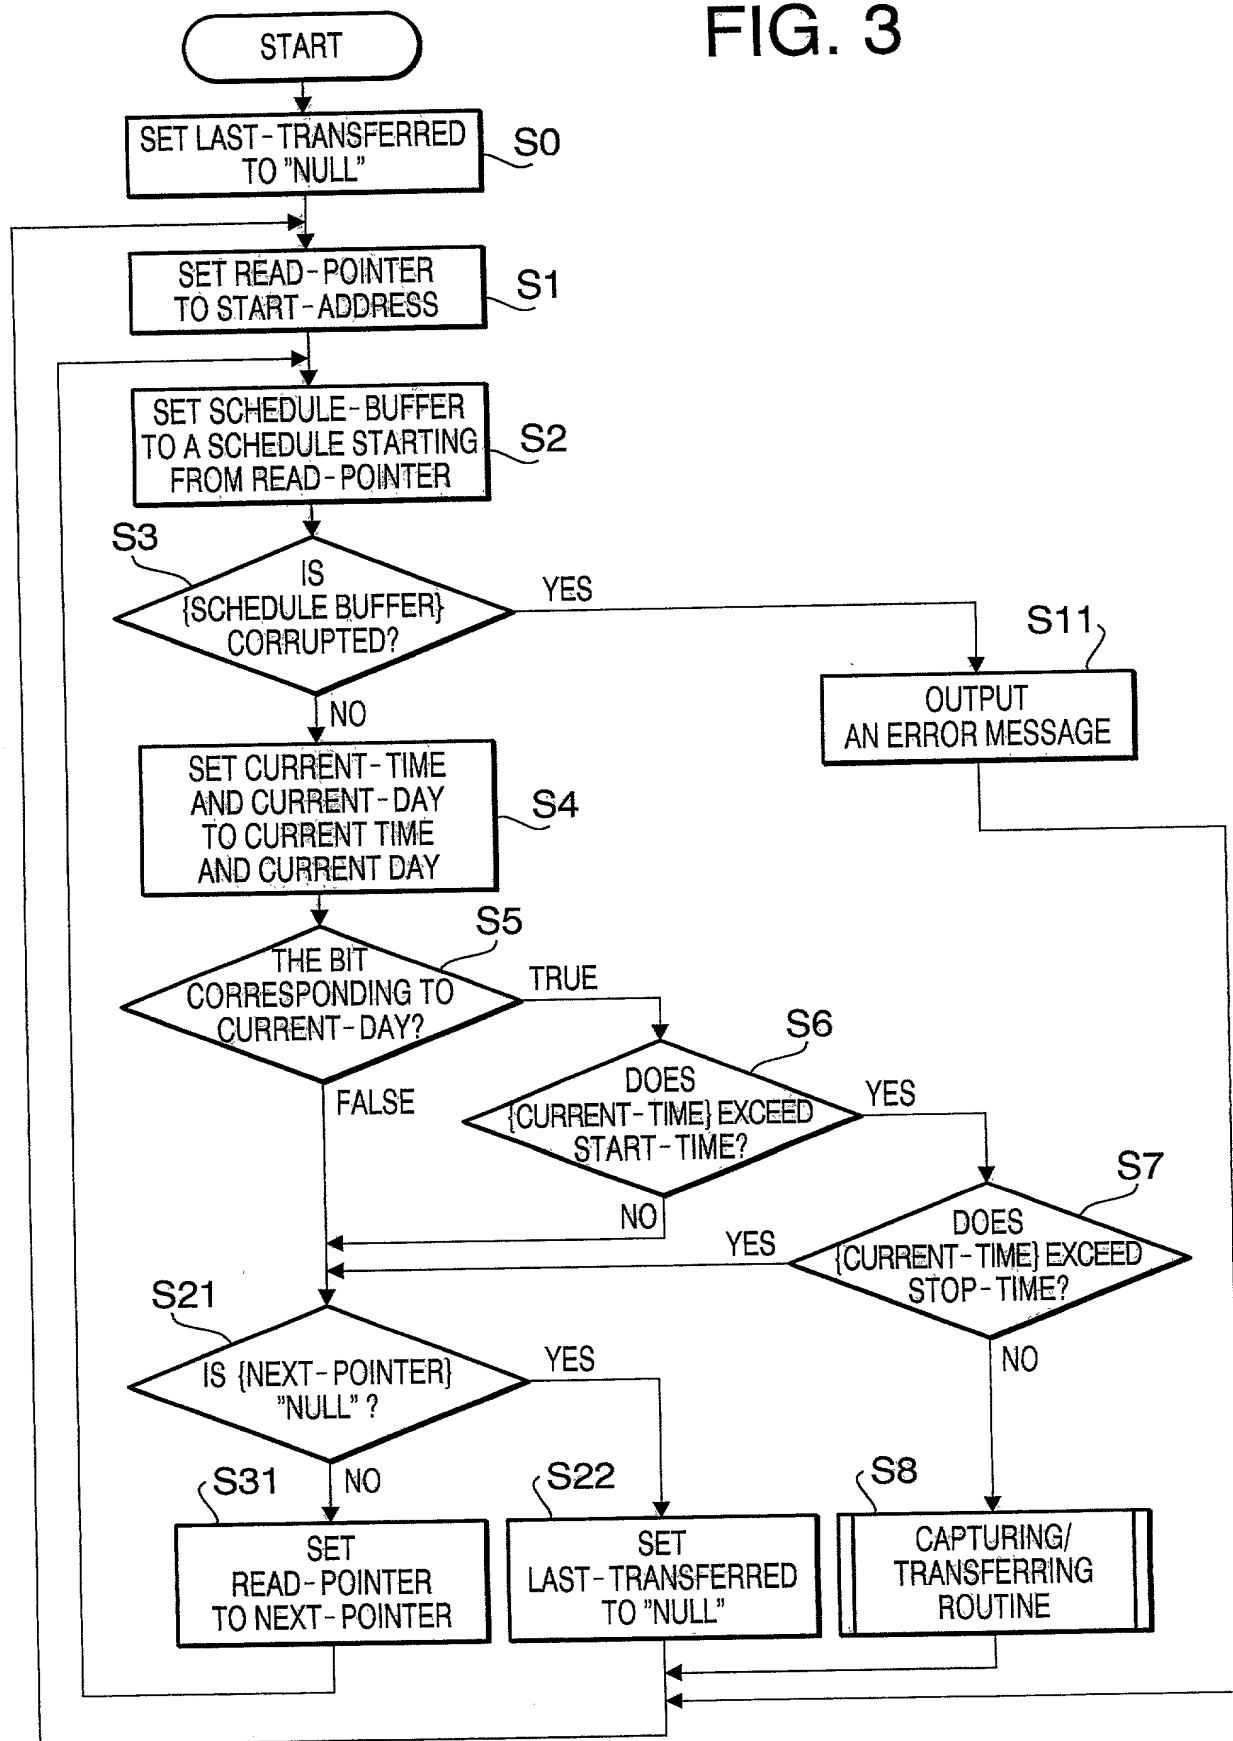 FIG. 3
START
SET LAST-TRANSFERRED
TO "NULL"
S0
SET READ-POINTER
TO START-ADDRESS
S1
SET SCHEDULE-BUFFER
TO A SCHEDULE STARTING
FROM READ-POINTER
S2
S3
IS
{SCHEDULE BUFFER}
CORRUPTED?
YES
NO
S11
OUTPUT
AN ERROR MESSAGE
SET CURRENT-TIME
AND CURRENT-DAY
TO CURRENT TIME
AND CURRENT DAY
S4
S5
THE BIT
CORRESPONDING TO
CURRENT-DAY?
TRUE
FALSE
S6
DOES
{CURRENT-TIME} EXCEED
START-TIME?
YES
NO
S7
DOES
{CURRENT-TIME} EXCEED
STOP-TIME?
YES
NO
S21
IS {NEXT-POINTER}
"NULL" ?
YES
NO
S31
SET
READ-POINTER
TO NEXT-POINTER
S22
SET
LAST-TRANSFERRED
TO "NULL"
S8
CAPTURING/
TRANSFERRING
ROUTINE